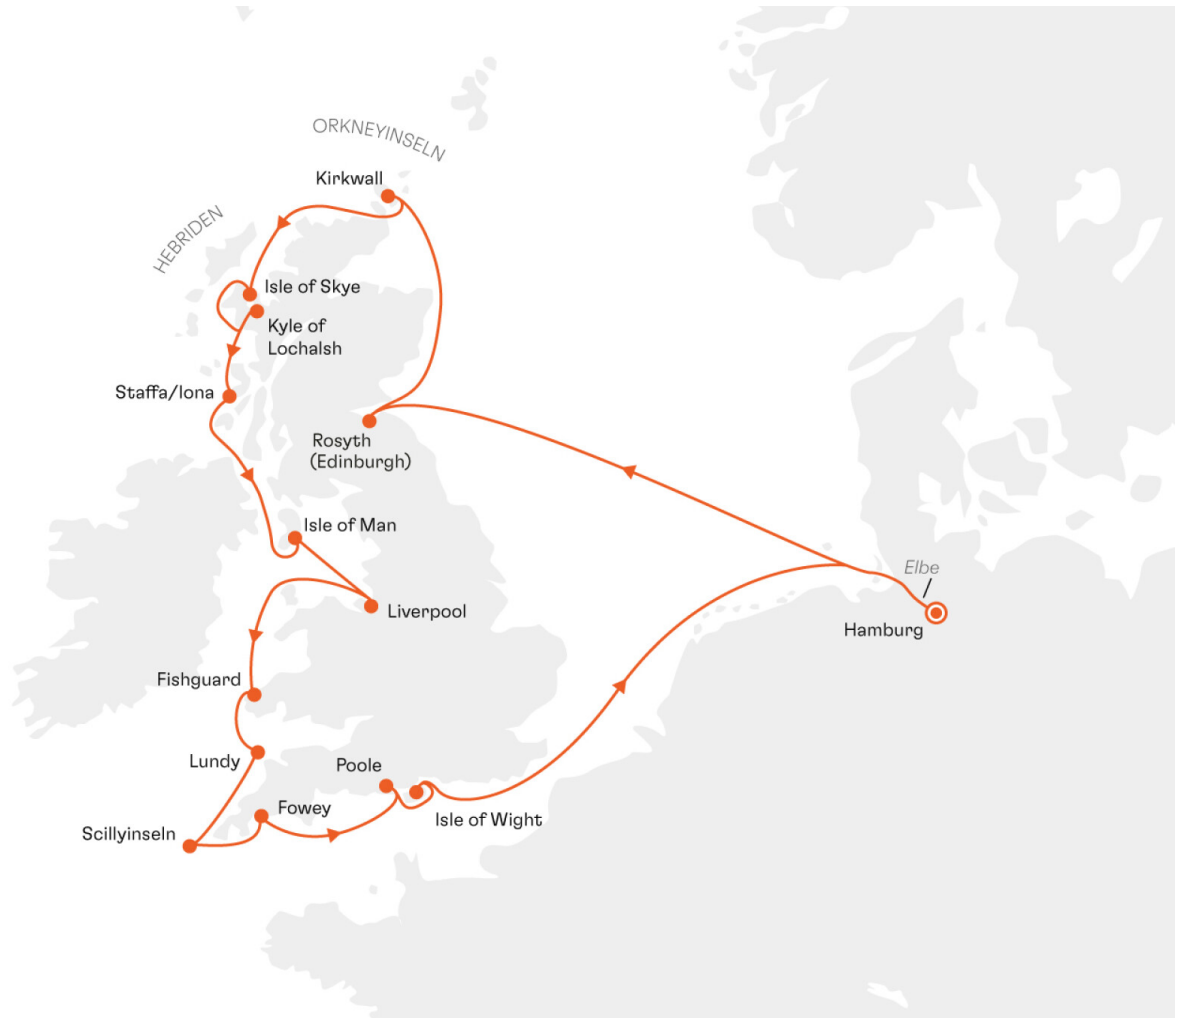 ORKNEYINSELN
Kirkwall
HEBRIDEN
Isle of Skye
Kyle of
Lochalsh
Staffa/Iona
Rosyth
(Edinburgh)
Isle of Man
Elbe
Liverpool
Hamburg
Fishguard
Lundy
Poole
Fowey
Isle of Wight
Scillyinseln